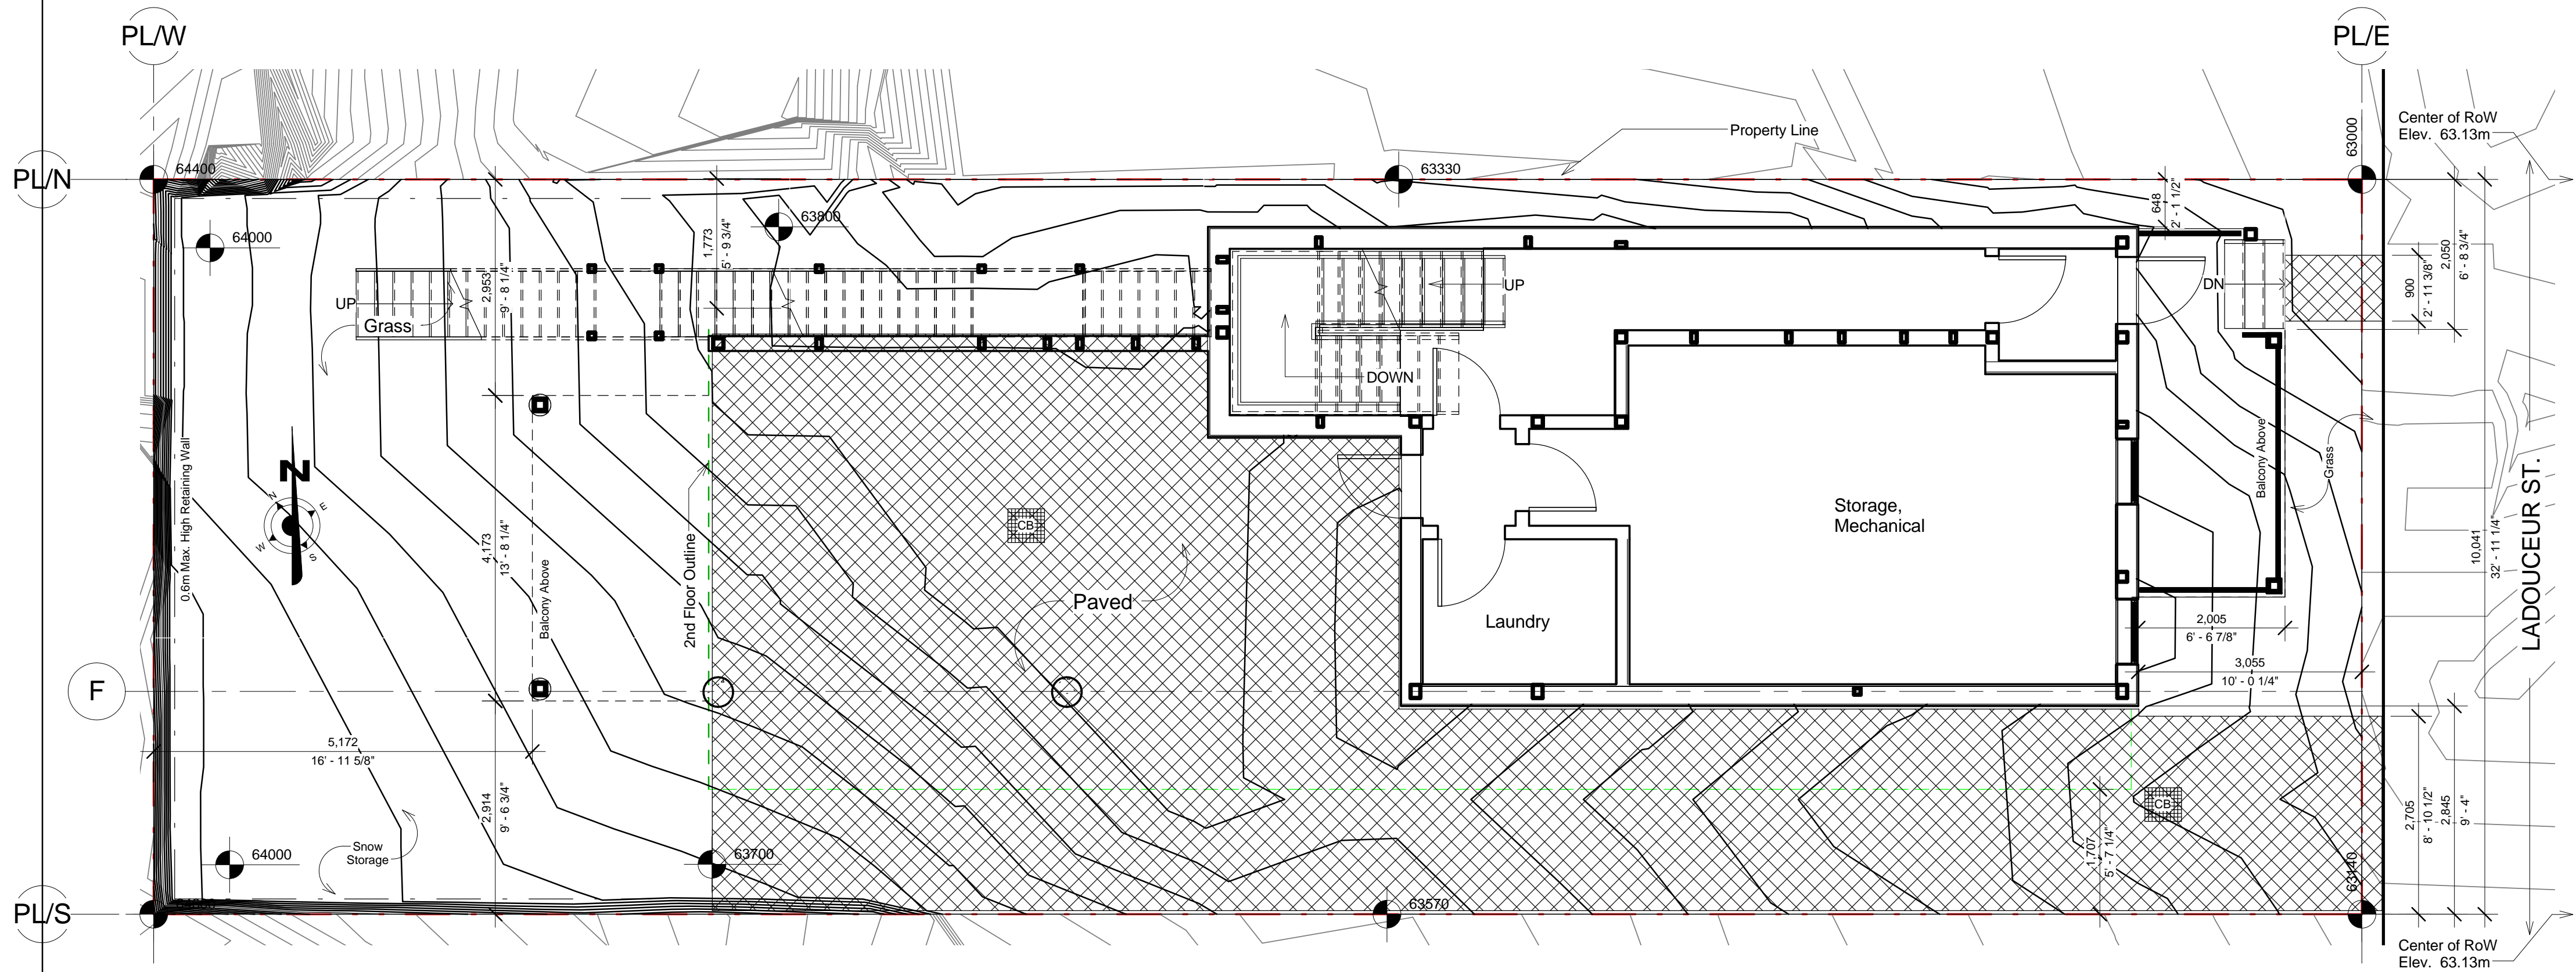 PL/W
PL/E
Center of RoW
Elev. 63.13m
Property Line
63000
PL/N
64400
63330
648
2' - 1 1/2"
63800
64000
1,773
5' - 9 3/4"
2,050
6' - 8 3/4"
2,953
9' - 8 1/4"
900
2' - 11 3/8"
UP
Grass
UP
DN
DOWN
0.6m Max. High Retaining Wall
N
N
E
W
S
Balcony Above
Grass
CB
Storage,
Mechanical
4,173
13' - 8 1/4"
Balcony Above
2nd Floor Outline
10,041
32' - 11 1/4"
LADOUCEUR ST.
Paved
Laundry
2,005
6' - 6 7/8"
3,055
10' - 0 1/4"
F
5,172
16' - 11 5/8"
2,914
9' - 6 3/4"
CB
2,705
8' - 10 1/2"
2,845
9' - 4"
1,707
5' - 7 1/4"
Snow
Storage
64000
63700
63140
PL/S
63570
Center of RoW
Elev. 63.13m